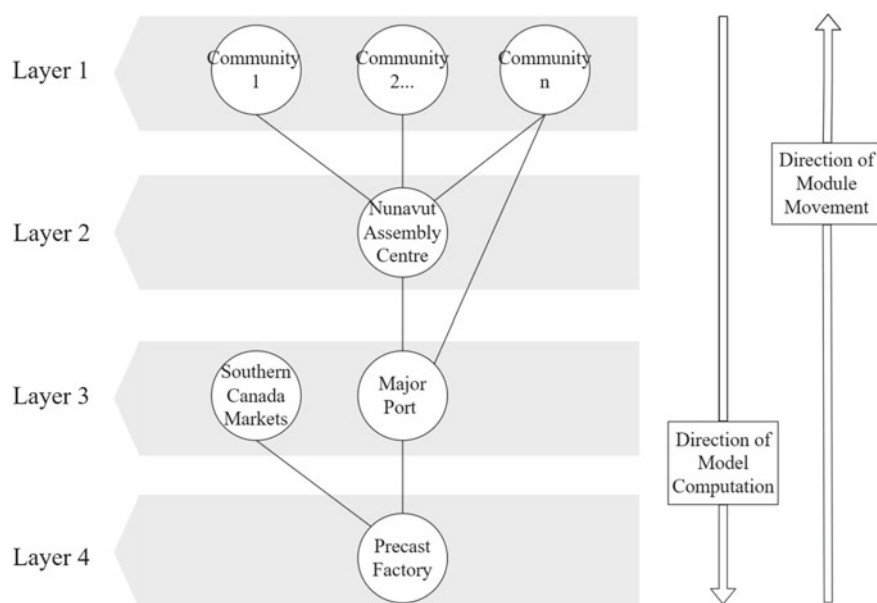 Layer 1
Community
1
Community
2...
Community
n
Direction of
Module
Movement
Layer 2
Nunavut
Assembly
Centre
Layer 3
Southern
Canada
Markets
Major
Port
Direction of
Model
Computation
Layer 4
Precast
Factory